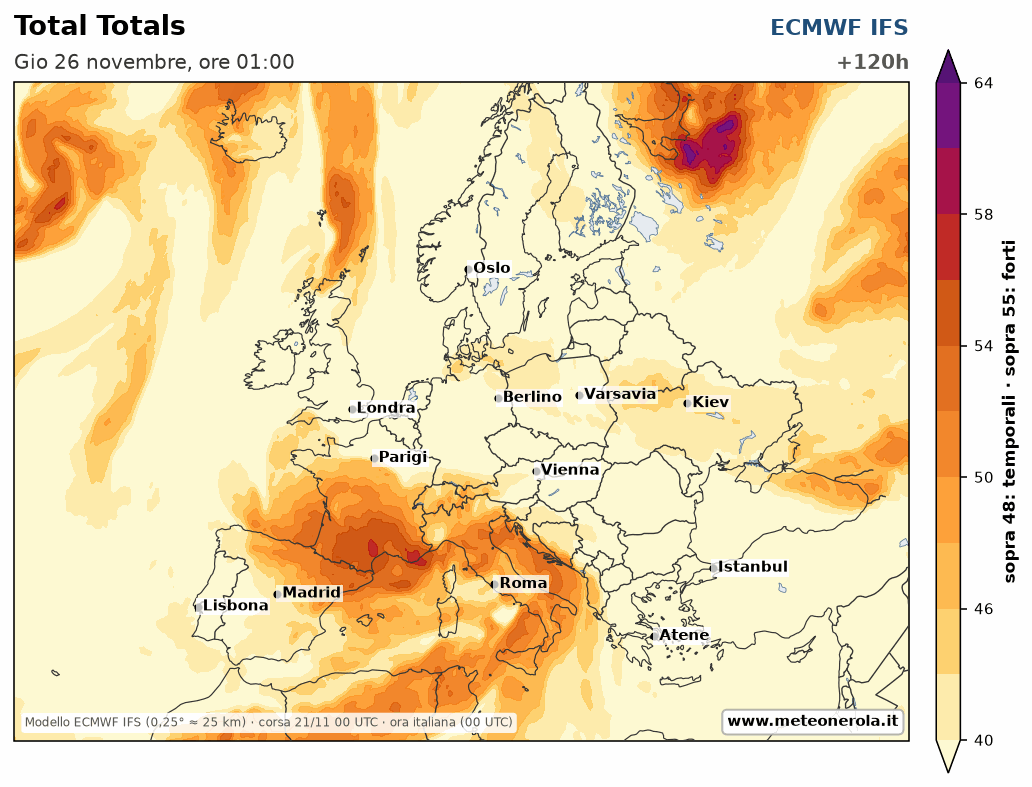 Total Totals
ECMWF IFS
Gio 26 novembre, ore 01:00
+120h
64
58
54
50
46
40
sopra 48: temporali · sopra 55: forti
Oslo
Berlino
Varsavia
Kiev
Londra
Parigi
Vienna
Istanbul
Roma
Madrid
Lisbona
Atene
Modello ECMWF IFS (0,25° ≈ 25 km) · corsa 21/11 00 UTC · ora italiana (00 UTC)
www.meteonerola.it